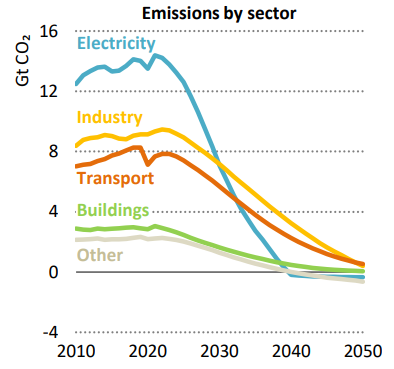 Emissions by sector
Gt CO₂
16
Electricity
12
Industry
8
Transport
4
Buildings
Other
0
-4
2010 2020 2030 2040 2050